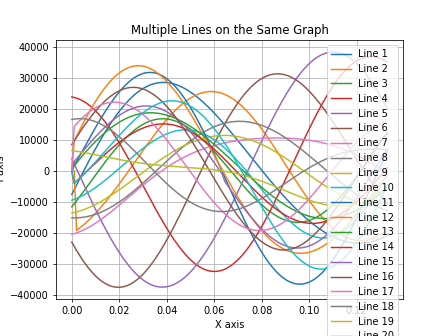 Multiple Lines on the Same Graph
40000
30000
20000
10000
0
-10000
-20000
-30000
-40000
0.00
0.02
0.04
0.06
0.08
0.10
X axis
Line 1
Line 2
Line 3
Line 4
Line 5
Line 6
Line 7
Line 8
Line 9
Line 10
Line 11
Line 12
Line 13
Line 14
Line 15
Line 16
Line 17
Line 18
Line 19
Line 20